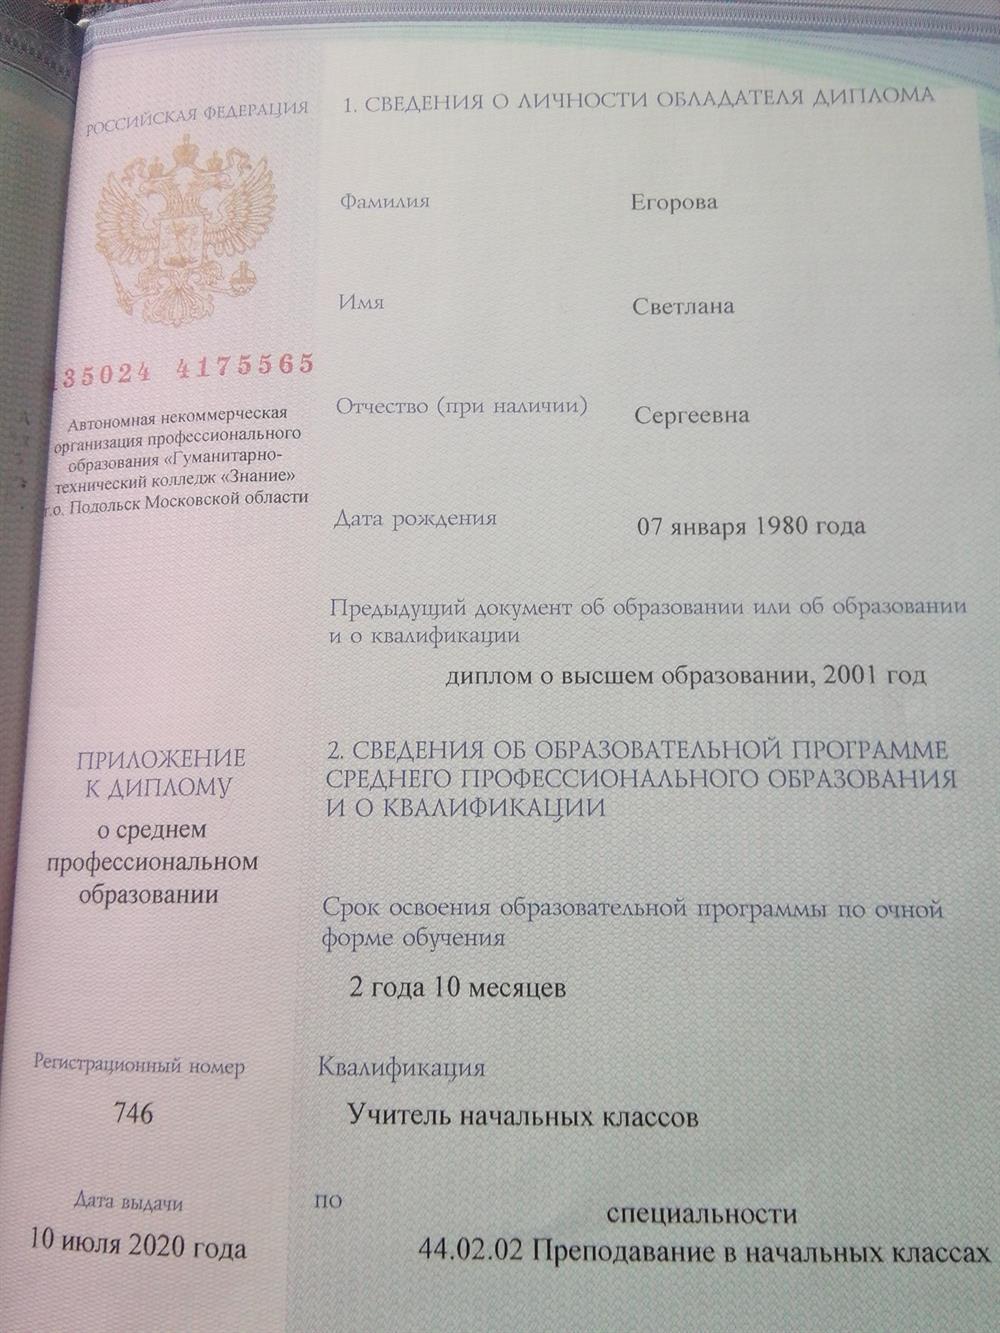 РОССИЙСКАЯ ФЕДЕРАЦИЯ
35024 4175565
Автономная некоммерческая
организация профессионального
образования «Гуманитарно-
технический колледж «Знание»
г.о. Подольск Московской области
ПРИЛОЖЕНИЕ
К ДИПЛОМУ
о среднем
профессиональном
образовании
Регистрационный номер
746
Дата выдачи
10 июля 2020 года
1. СВЕДЕНИЯ О ЛИЧНОСТИ ОБЛАДАТЕЛЯ ДИПЛОМА
Фамилия Егорова
Имя Светлана
Отчество (при наличии) Сергеевна
Дата рождения 07 января 1980 года
Предыдущий документ об образовании или об образовании
и о квалификации
диплом о высшем образовании, 2001 год
2. СВЕДЕНИЯ ОБ ОБРАЗОВАТЕЛЬНОЙ ПРОГРАММЕ
СРЕДНЕГО ПРОФЕССИОНАЛЬНОГО ОБРАЗОВАНИЯ
И О КВАЛИФИКАЦИИ
Срок освоения образовательной программы по очной
форме обучения
2 года 10 месяцев
Квалификация
Учитель начальных классов
по специальности
44.02.02 Преподавание в начальных классах